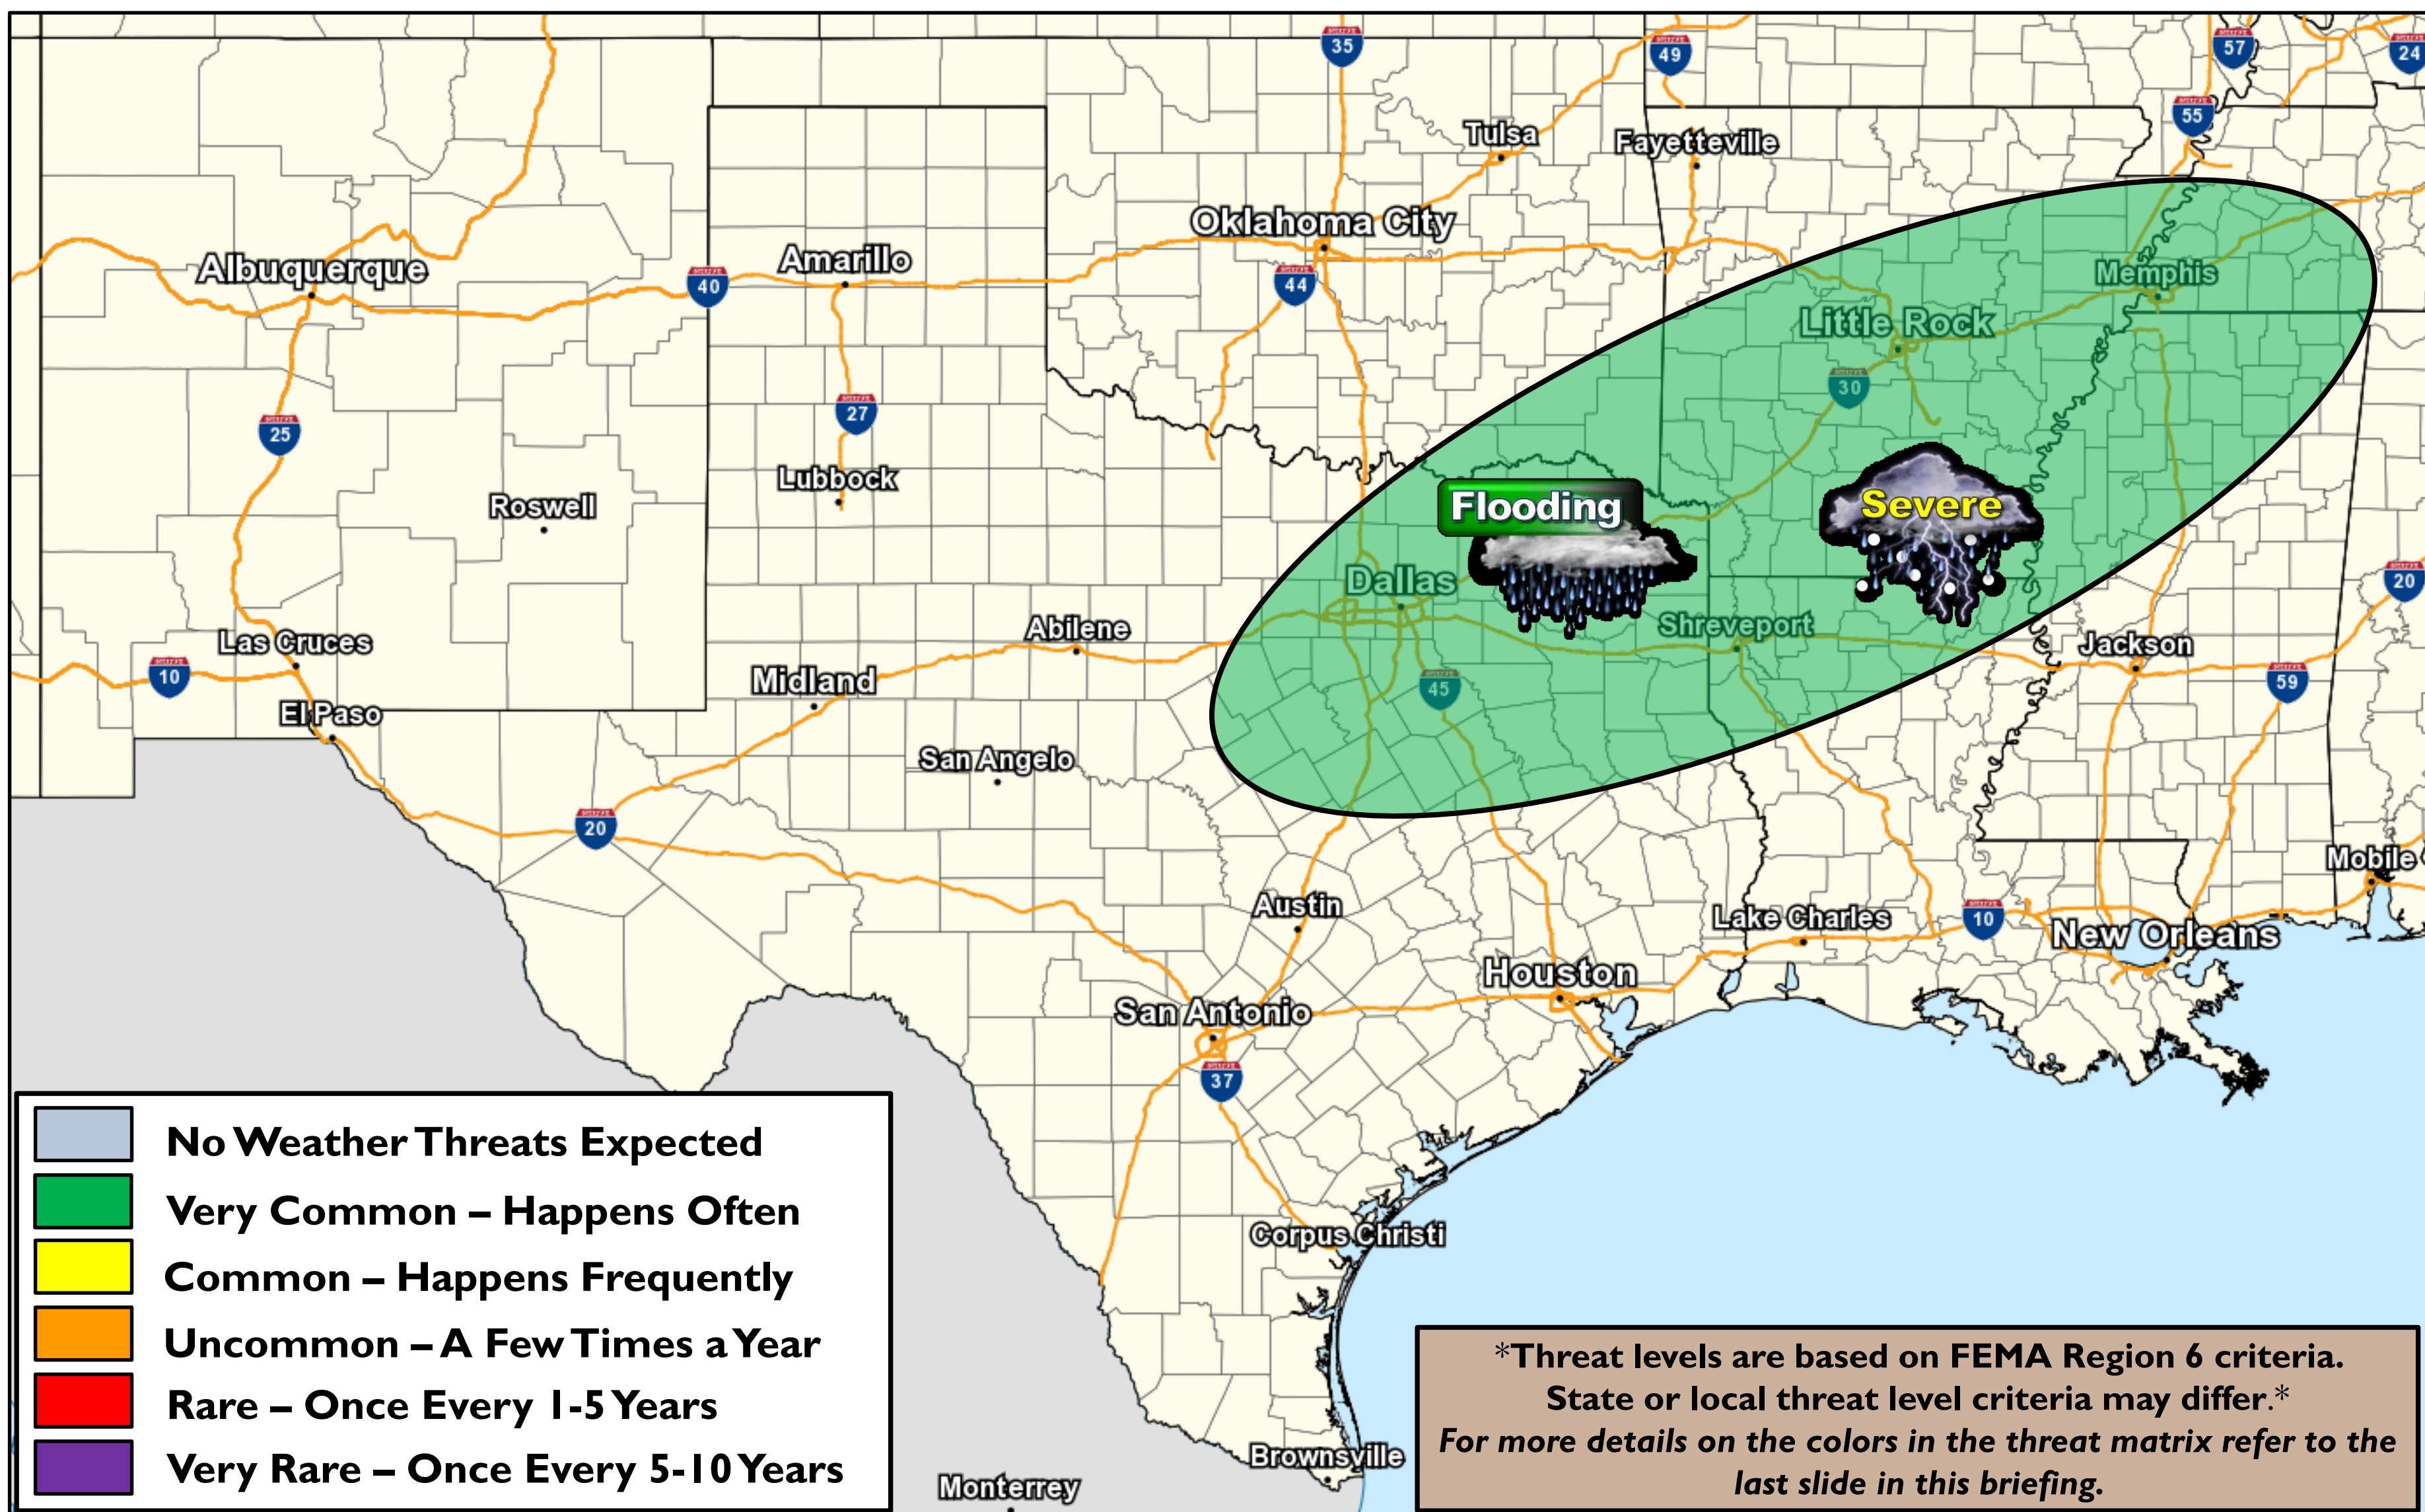 35
49
57
24
55
Tulsa
Fayetteville
Oklahoma City
Albuquerque
Amarillo
40
44
Memphis
Little Rock
30
25
27
Lubbock
Roswell
Flooding
Severe
Dallas
20
Las Cruces
Abilene
Shreveport
Jackson
10
Midland
45
59
El Paso
San Angelo
20
Mobile
Austin
Lake Charles
10
New Orleans
Houston
San Antonio
37
Corpus Christi
Brownsville
Monterrey
No Weather Threats Expected
Very Common – Happens Often
Common – Happens Frequently
Uncommon – A Few Times a Year
Rare – Once Every 1-5 Years
Very Rare – Once Every 5-10 Years
*Threat levels are based on FEMA Region 6 criteria.
State or local threat level criteria may differ.*
For more details on the colors in the threat matrix refer to the
last slide in this briefing.